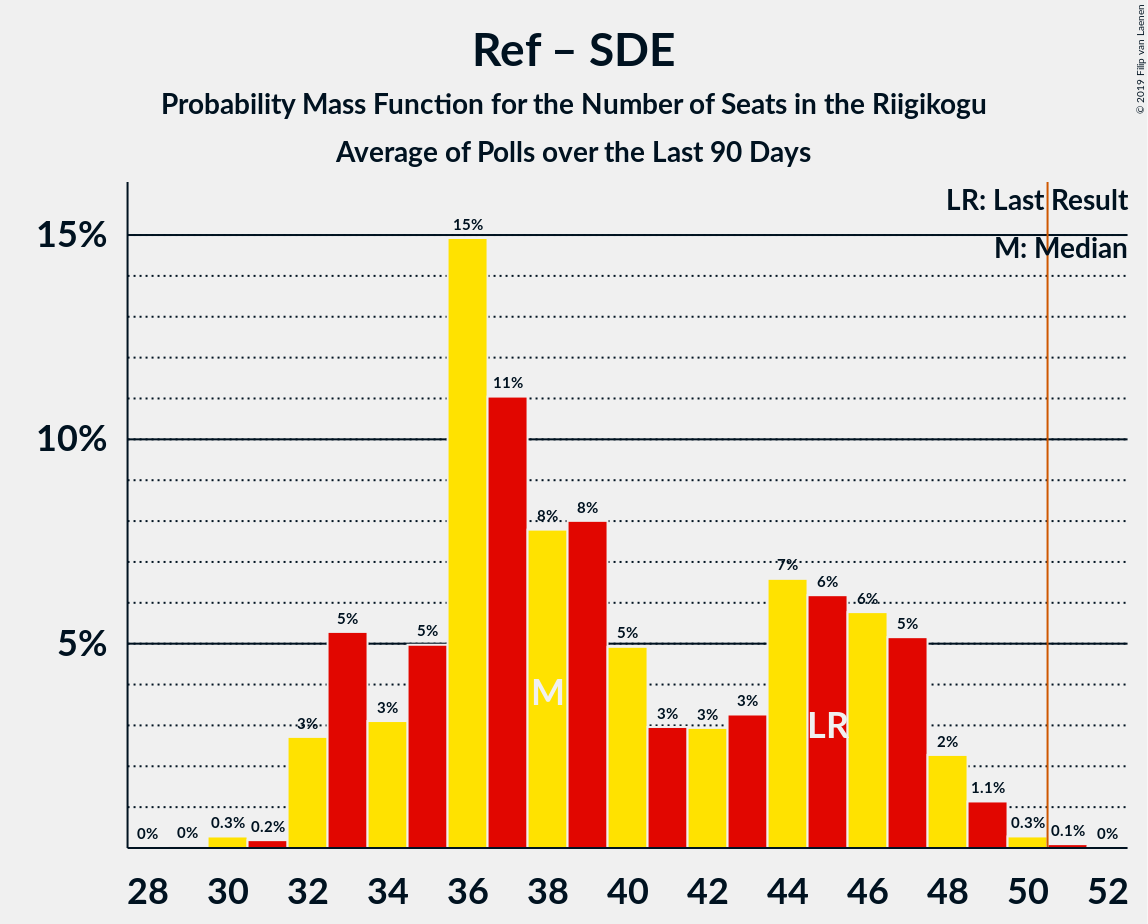 Ref – SDE
Probability Mass Function for the Number of Seats in the Riigikogu
Average of Polls over the Last 90 Days
© 2019 Filip van Laenen
LR: Last Result
M: Median
15%
10%
5%
0% 0% 0.3% 0.2% 3% 5% 3% 5% 15% 11% 8% 8% 5% 3% 3% 3% 7% 6% 6% 5% 2% 1.1% 0.3% 0.1% 0%
M
LR
28 30 32 34 36 38 40 42 44 46 48 50 52